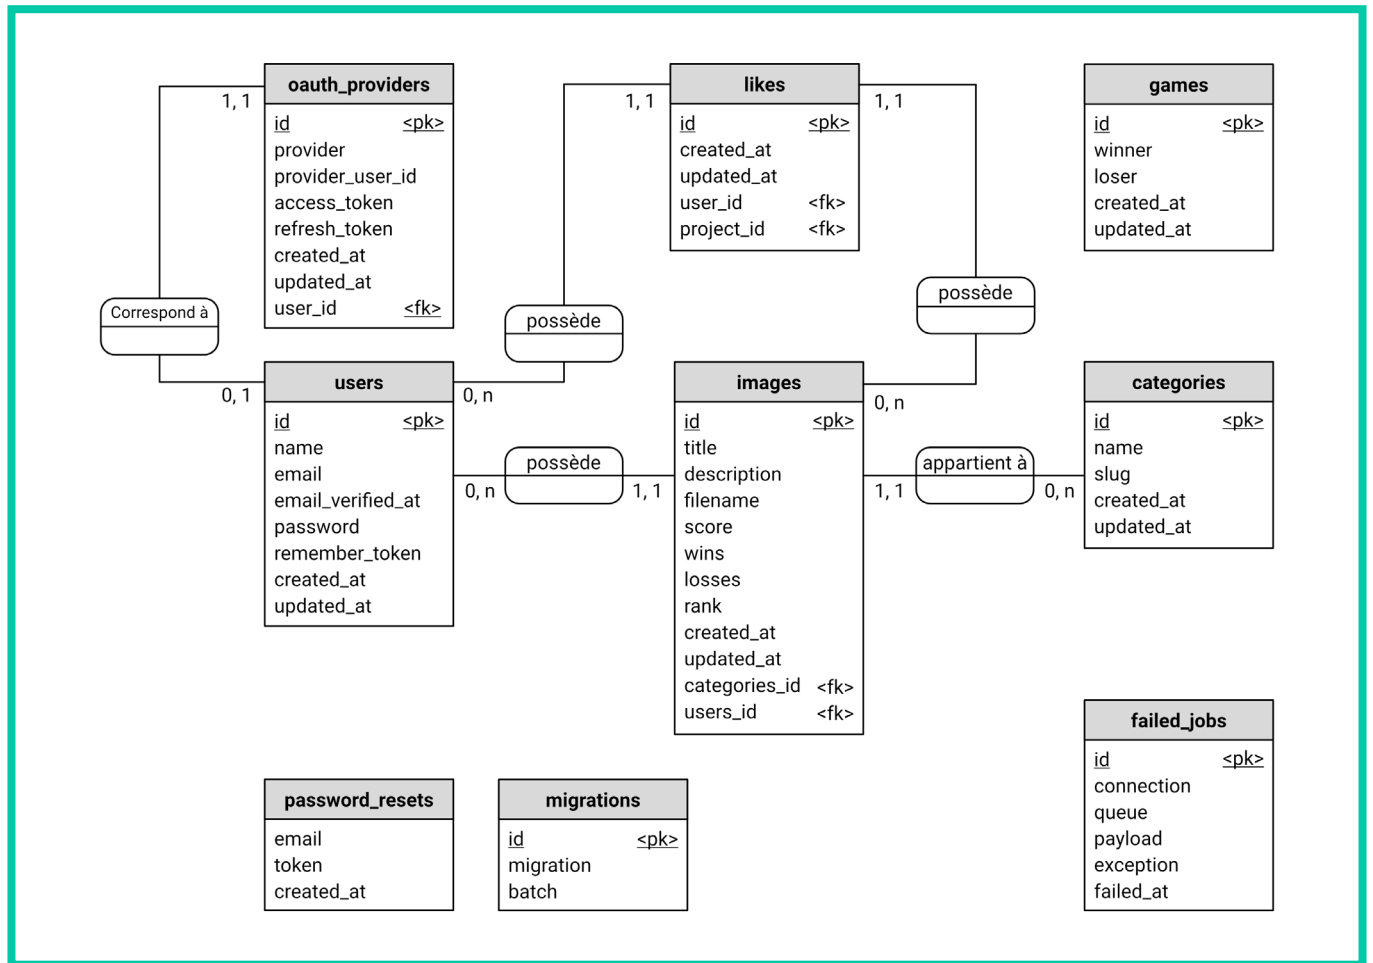 oauth_providers
id <pk>
provider
provider_user_id
access_token
refresh_token
created_at
updated_at
user_id <fk>
1, 1
Correspond à
0, 1
likes
id <pk>
created_at
updated_at
user_id <fk>
project_id <fk>
1, 1
1, 1
possède
0, n
possède
0, n
games
id <pk>
winner
loser
created_at
updated_at
users
id <pk>
name
email
email_verified_at
password
remember_token
created_at
updated_at
0, n
possède
1, 1
images
id <pk>
title
description
filename
score
wins
losses
rank
created_at
updated_at
categories_id <fk>
users_id <fk>
1, 1
appartient à
0, n
categories
id <pk>
name
slug
created_at
updated_at
password_resets
email
token
created_at
migrations
id <pk>
migration
batch
failed_jobs
id <pk>
connection
queue
payload
exception
failed_at